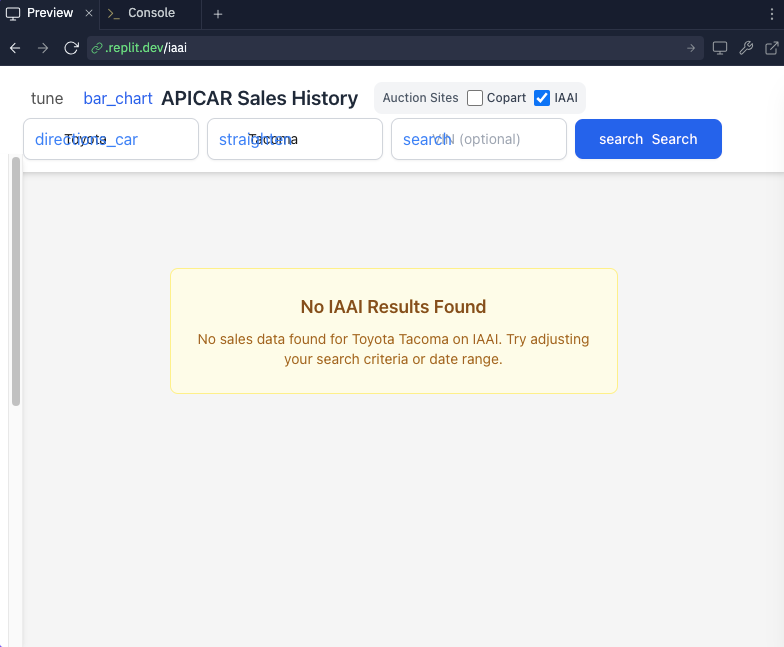 Preview
Console
.replit.dev/iaai
tune bar_chart APICAR Sales History Auction Sites Copart IAAI
directions_car Toyota straighten Tacoma search VIN (optional) search Search
No IAAI Results Found
No sales data found for Toyota Tacoma on IAAI. Try adjusting
your search criteria or date range.